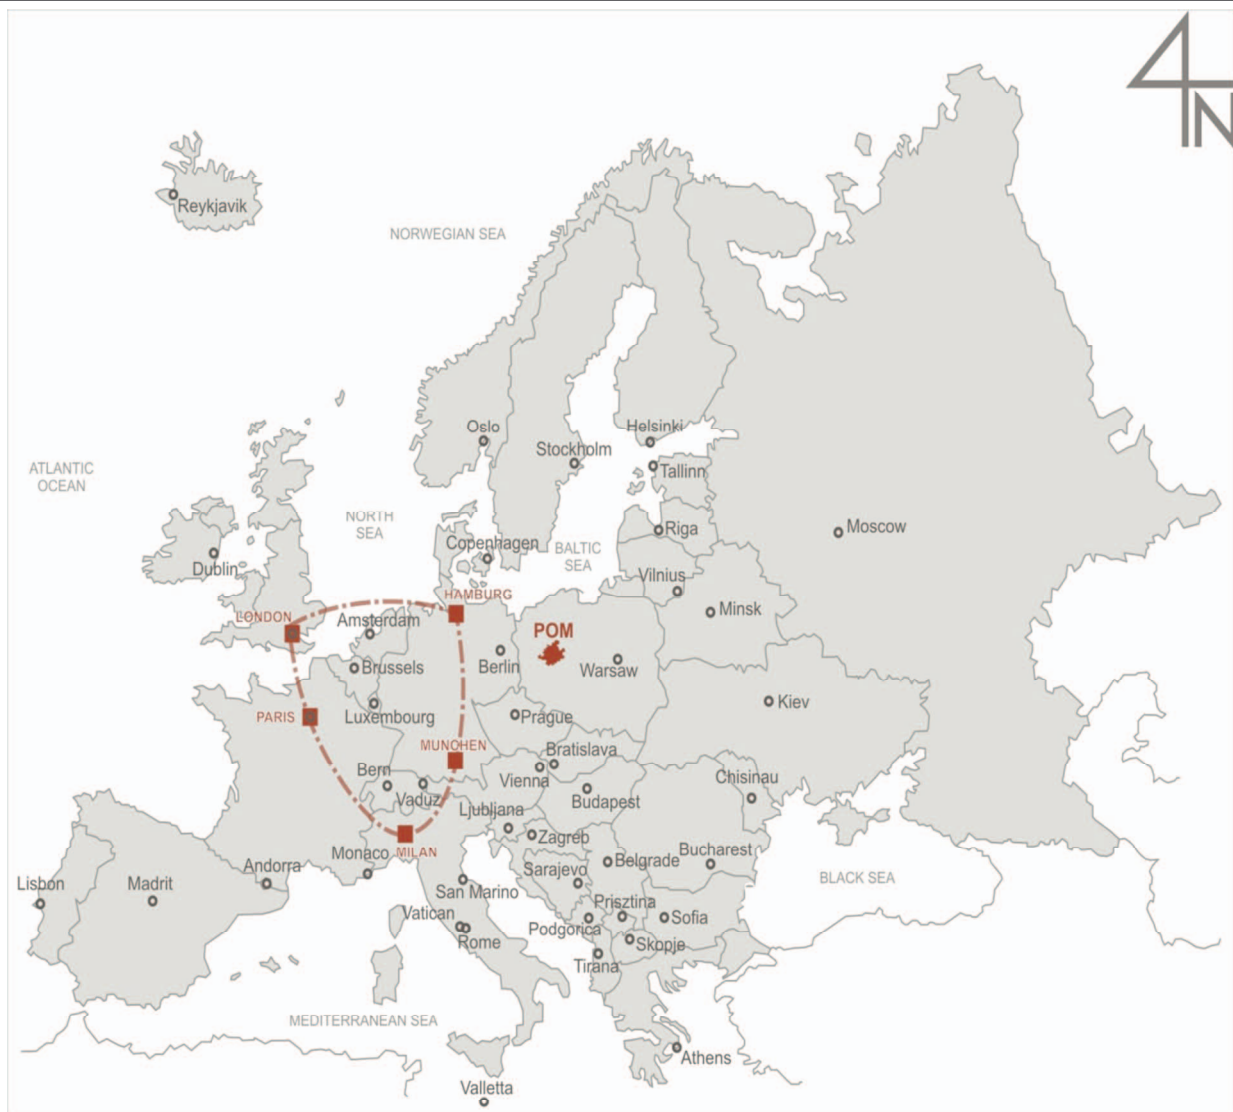 N
Reykjavik
NORWEGIAN SEA
Oslo
Helsinki
Stockholm
ATLANTIC
OCEAN
Tallinn
NORTH
SEA
Riga
Moscow
Copenhagen
BALTIC
SEA
Dublin
Vilnius
HAMBURG
Minsk
LONDON
Amsterdam
POM
Berlin
Warsaw
Brussels
Kiev
PARIS
Luxembourg
Prague
MUNCHEN
Bratislava
Bern
Vienna
Chisinau
Vaduz
Budapest
Ljubljana
Zagreb
Monaco
MILAN
Bucharest
Andorra
Belgrade
Sarajevo
BLACK SEA
Lisbon
Madrit
San Marino
Prisztina
Vatican
Sofia
Podgorica
Rome
Skopje
Tirana
MEDITERRANEAN SEA
Athens
Valletta